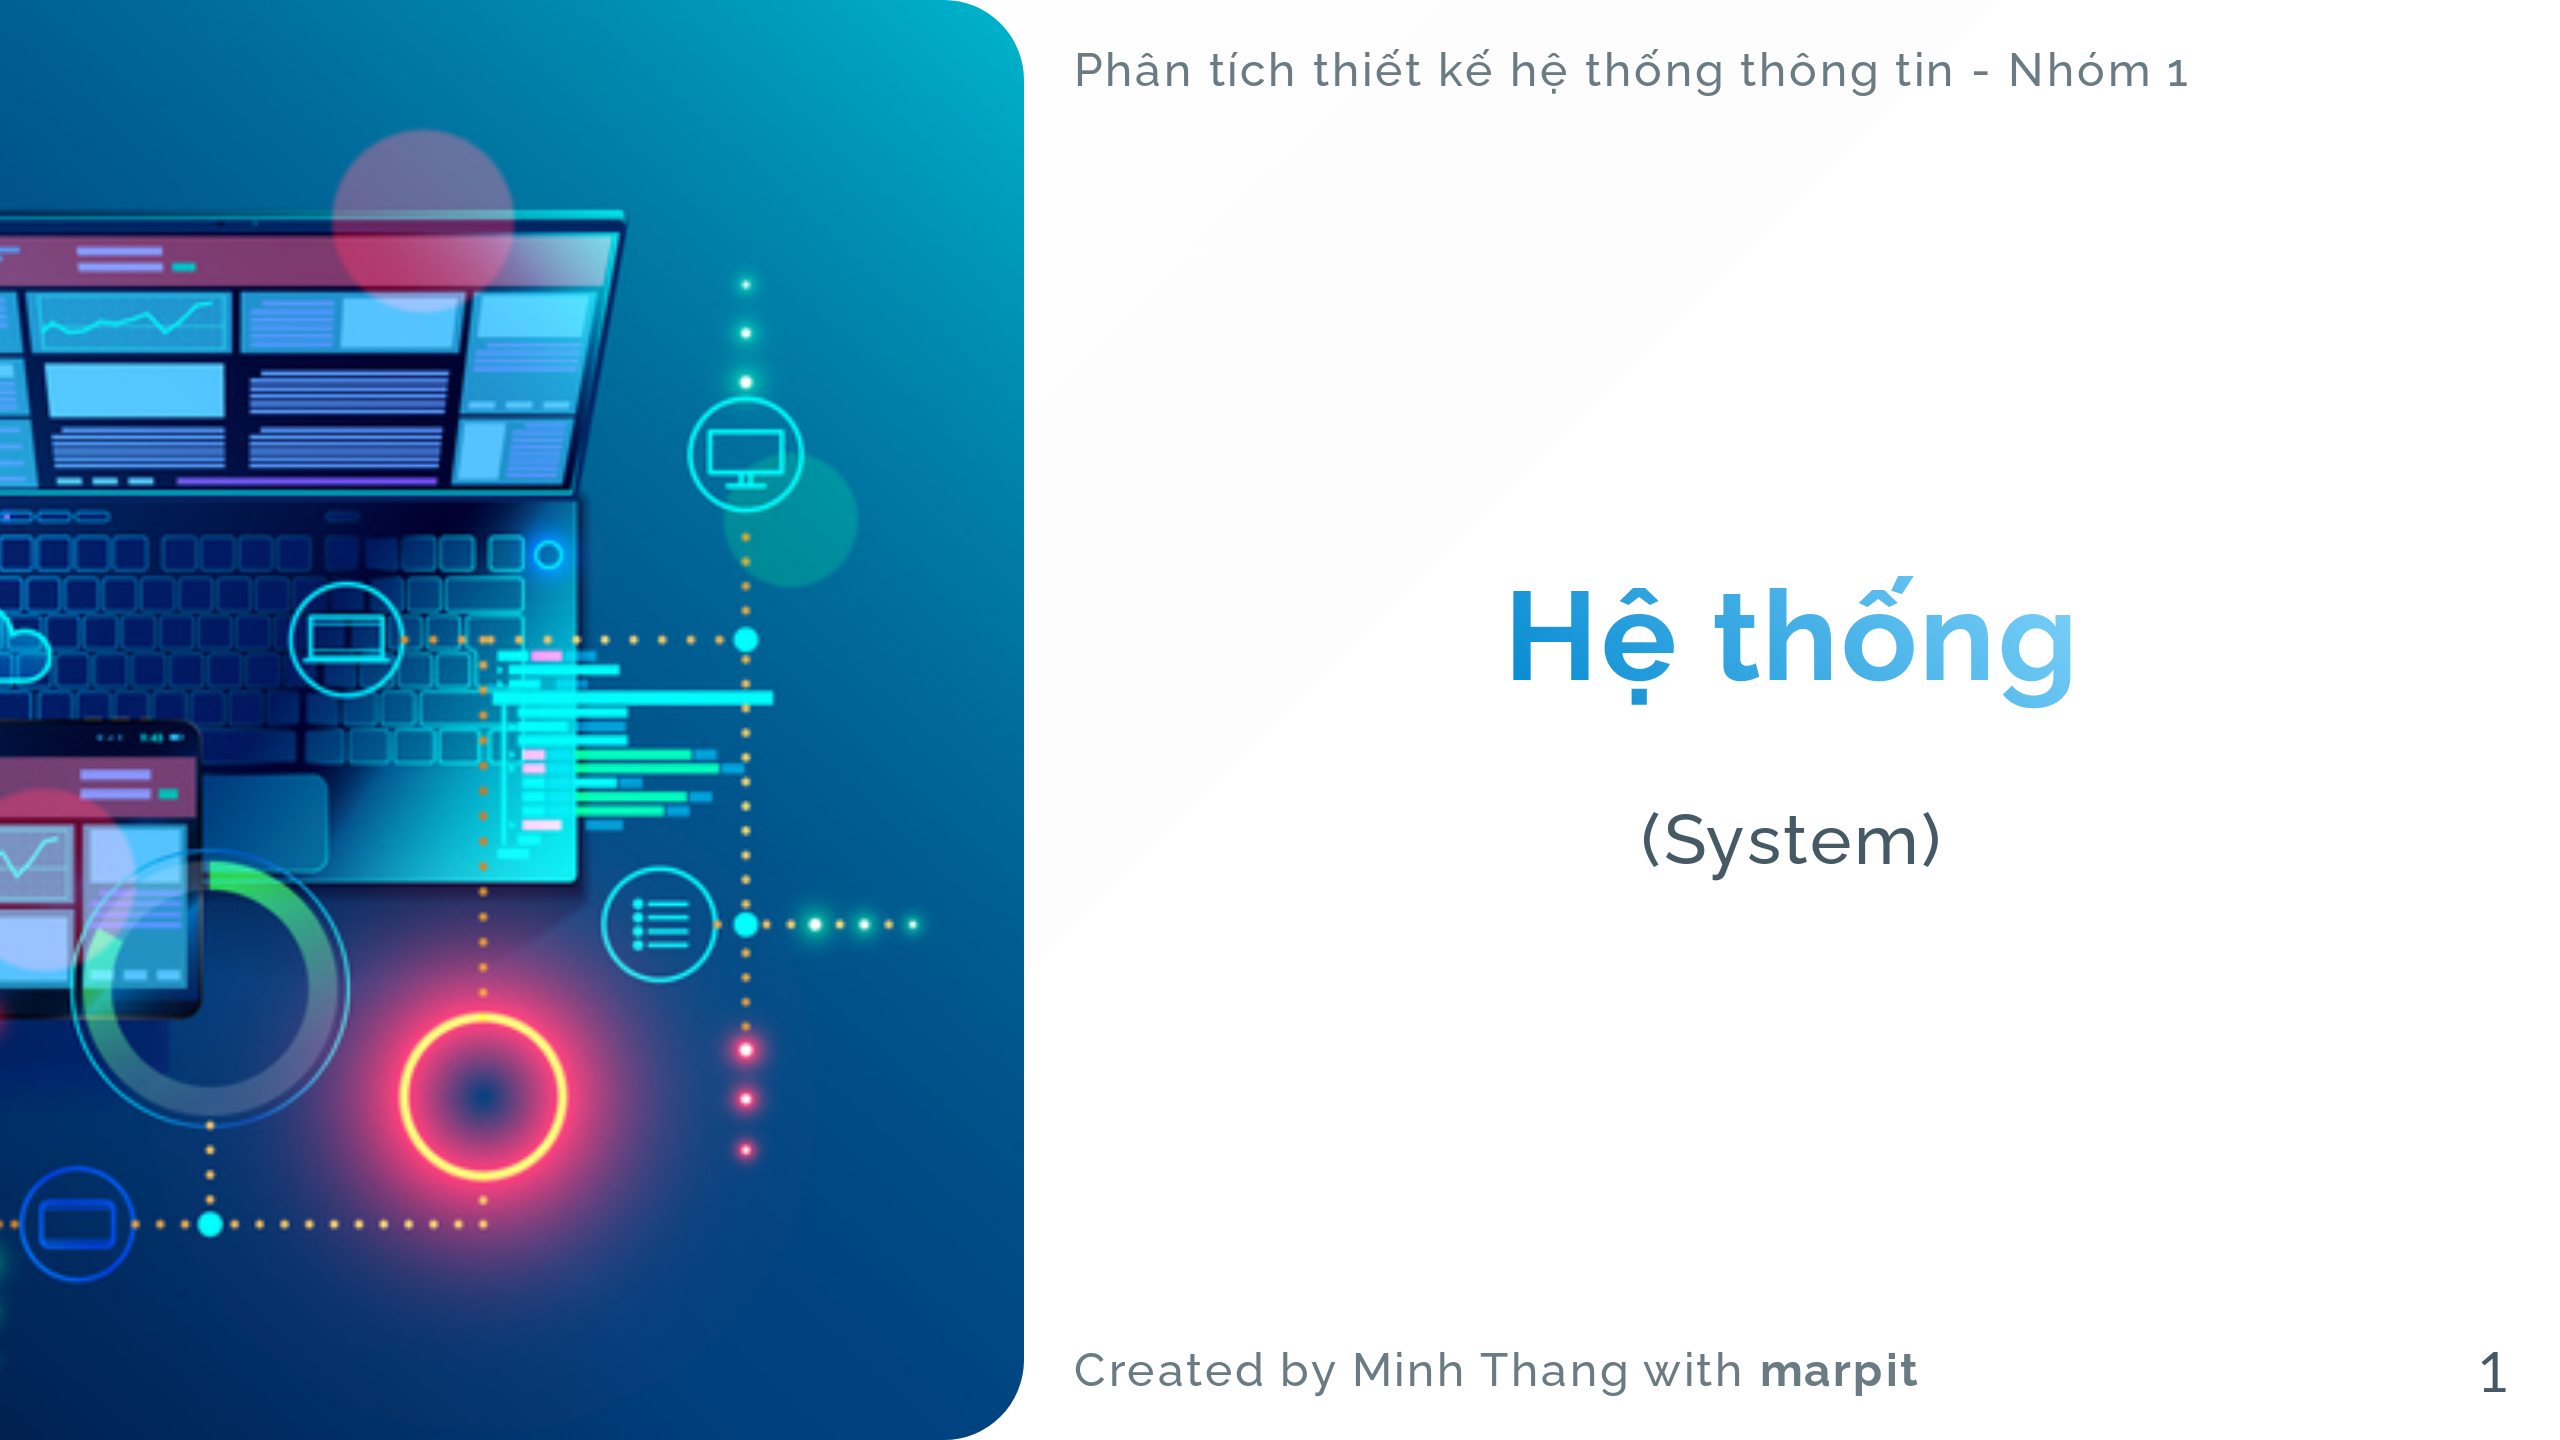 Phân tích thiết kế hệ thống thông tin - Nhóm 1
Hệ thống
(System)
Created by Minh Thang with marpit
1